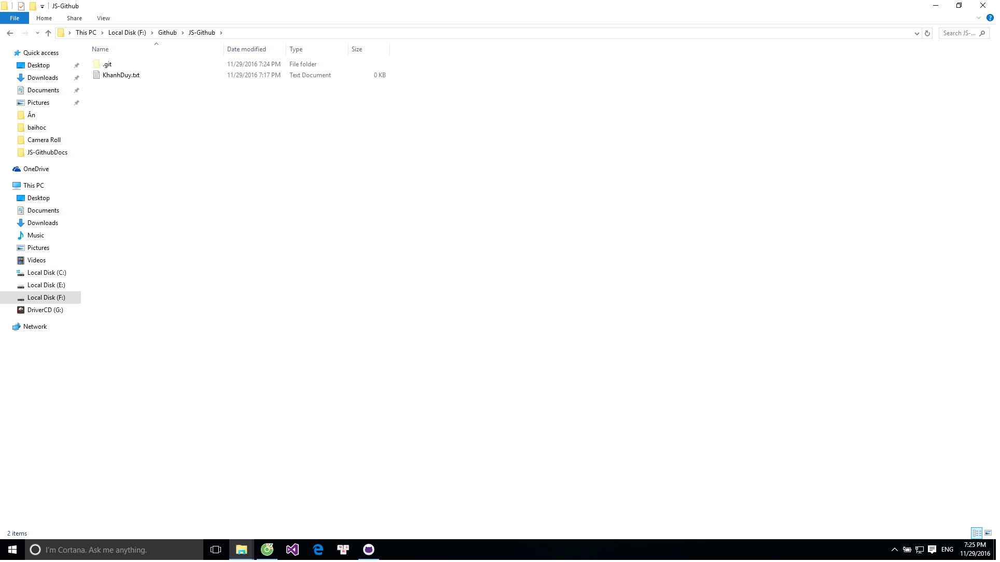 JS-Github
File Home Share View
This PC Local Disk (F:) Github JS-Github
Search JS-...
Name Date modified Type Size
.git 11/29/2016 7:24 PM File folder
KhanhDuy.txt 11/29/2016 7:17 PM Text Document 0 KB
Quick access
Desktop
Downloads
Documents
Pictures
Ăn
baihoc
Camera Roll
JS-GithubDocs
OneDrive
This PC
Desktop
Documents
Downloads
Music
Pictures
Videos
Local Disk (C:)
Local Disk (E:)
Local Disk (F:)
DriverCD (G:)
Network
2 items
I'm Cortana. Ask me anything.
ENG
7:25 PM
11/29/2016